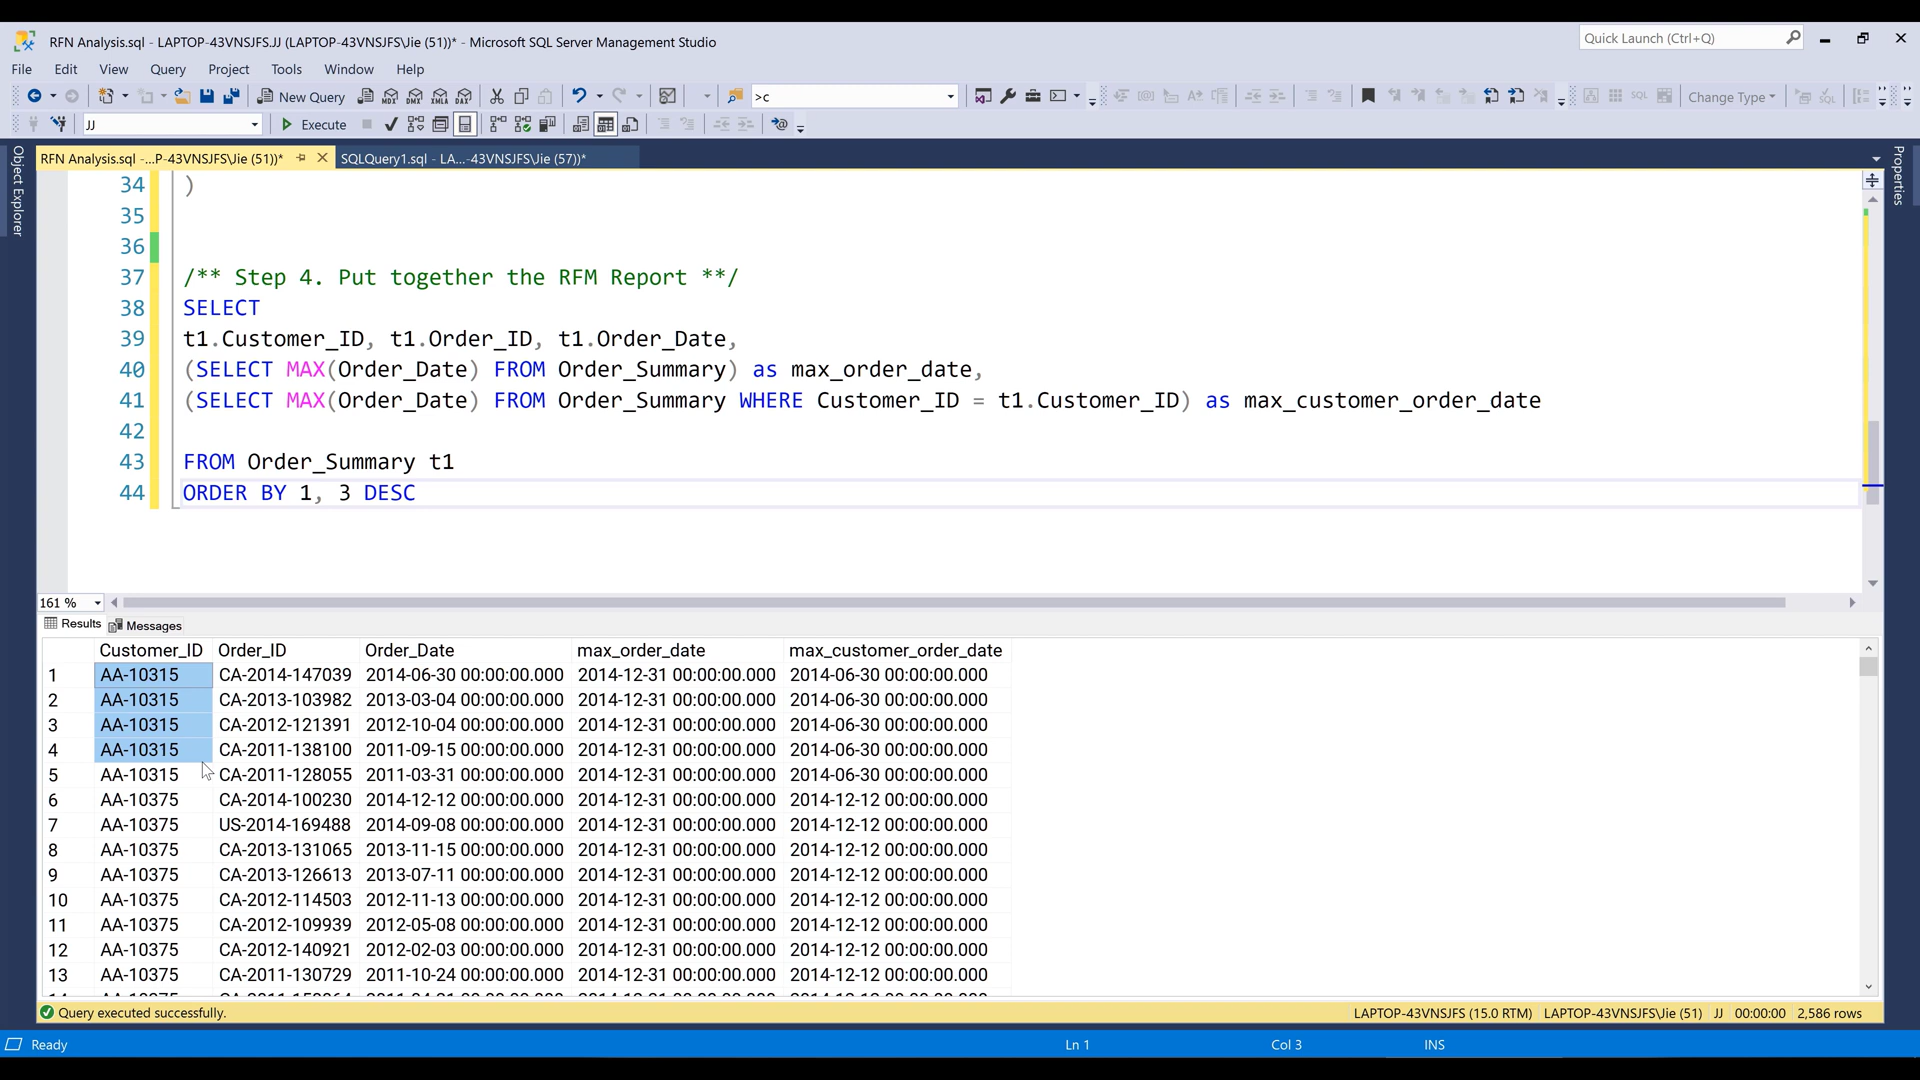 RFN Analysis.sql - LAPTOP-43VNSJFS.JJ (LAPTOP-43VNSJFS\Jie (51))* - Microsoft SQL Server Management Studio
Quick Launch (Ctrl+Q)
File Edit View Query Project Tools Window Help
New Query MDX DMX XMLA DAX >c SQL Change Type
JJ Execute
Object Explorer
RFN Analysis.sql -...P-43VNSJFS\Jie (51))* SQLQuery1.sql - LA...-43VNSJFS\Jie (57))*
Properties
34 )
35
36
37 /** Step 4. Put together the RFM Report **/
38 SELECT
39 t1.Customer_ID, t1.Order_ID, t1.Order_Date,
40 (SELECT MAX(Order_Date) FROM Order_Summary) as max_order_date,
41 (SELECT MAX(Order_Date) FROM Order_Summary WHERE Customer_ID = t1.Customer_ID) as max_customer_order_date
42
43 FROM Order_Summary t1
44 ORDER BY 1, 3 DESC
161 %
Results Messages
Customer_ID Order_ID Order_Date max_order_date max_customer_order_date
1 AA-10315 CA-2014-147039 2014-06-30 00:00:00.000 2014-12-31 00:00:00.000 2014-06-30 00:00:00.000
2 AA-10315 CA-2013-103982 2013-03-04 00:00:00.000 2014-12-31 00:00:00.000 2014-06-30 00:00:00.000
3 AA-10315 CA-2012-121391 2012-10-04 00:00:00.000 2014-12-31 00:00:00.000 2014-06-30 00:00:00.000
4 AA-10315 CA-2011-138100 2011-09-15 00:00:00.000 2014-12-31 00:00:00.000 2014-06-30 00:00:00.000
5 AA-10315 CA-2011-128055 2011-03-31 00:00:00.000 2014-12-31 00:00:00.000 2014-06-30 00:00:00.000
6 AA-10375 CA-2014-100230 2014-12-12 00:00:00.000 2014-12-31 00:00:00.000 2014-12-12 00:00:00.000
7 AA-10375 US-2014-169488 2014-09-08 00:00:00.000 2014-12-31 00:00:00.000 2014-12-12 00:00:00.000
8 AA-10375 CA-2013-131065 2013-11-15 00:00:00.000 2014-12-31 00:00:00.000 2014-12-12 00:00:00.000
9 AA-10375 CA-2013-126613 2013-07-11 00:00:00.000 2014-12-31 00:00:00.000 2014-12-12 00:00:00.000
10 AA-10375 CA-2012-114503 2012-11-13 00:00:00.000 2014-12-31 00:00:00.000 2014-12-12 00:00:00.000
11 AA-10375 CA-2012-109939 2012-05-08 00:00:00.000 2014-12-31 00:00:00.000 2014-12-12 00:00:00.000
12 AA-10375 CA-2012-140921 2012-02-03 00:00:00.000 2014-12-31 00:00:00.000 2014-12-12 00:00:00.000
13 AA-10375 CA-2011-130729 2011-10-24 00:00:00.000 2014-12-31 00:00:00.000 2014-12-12 00:00:00.000
Query executed successfully. LAPTOP-43VNSJFS (15.0 RTM) LAPTOP-43VNSJFS\Jie (51) JJ 00:00:00 2,586 rows
Ready Ln 1 Col 3 INS